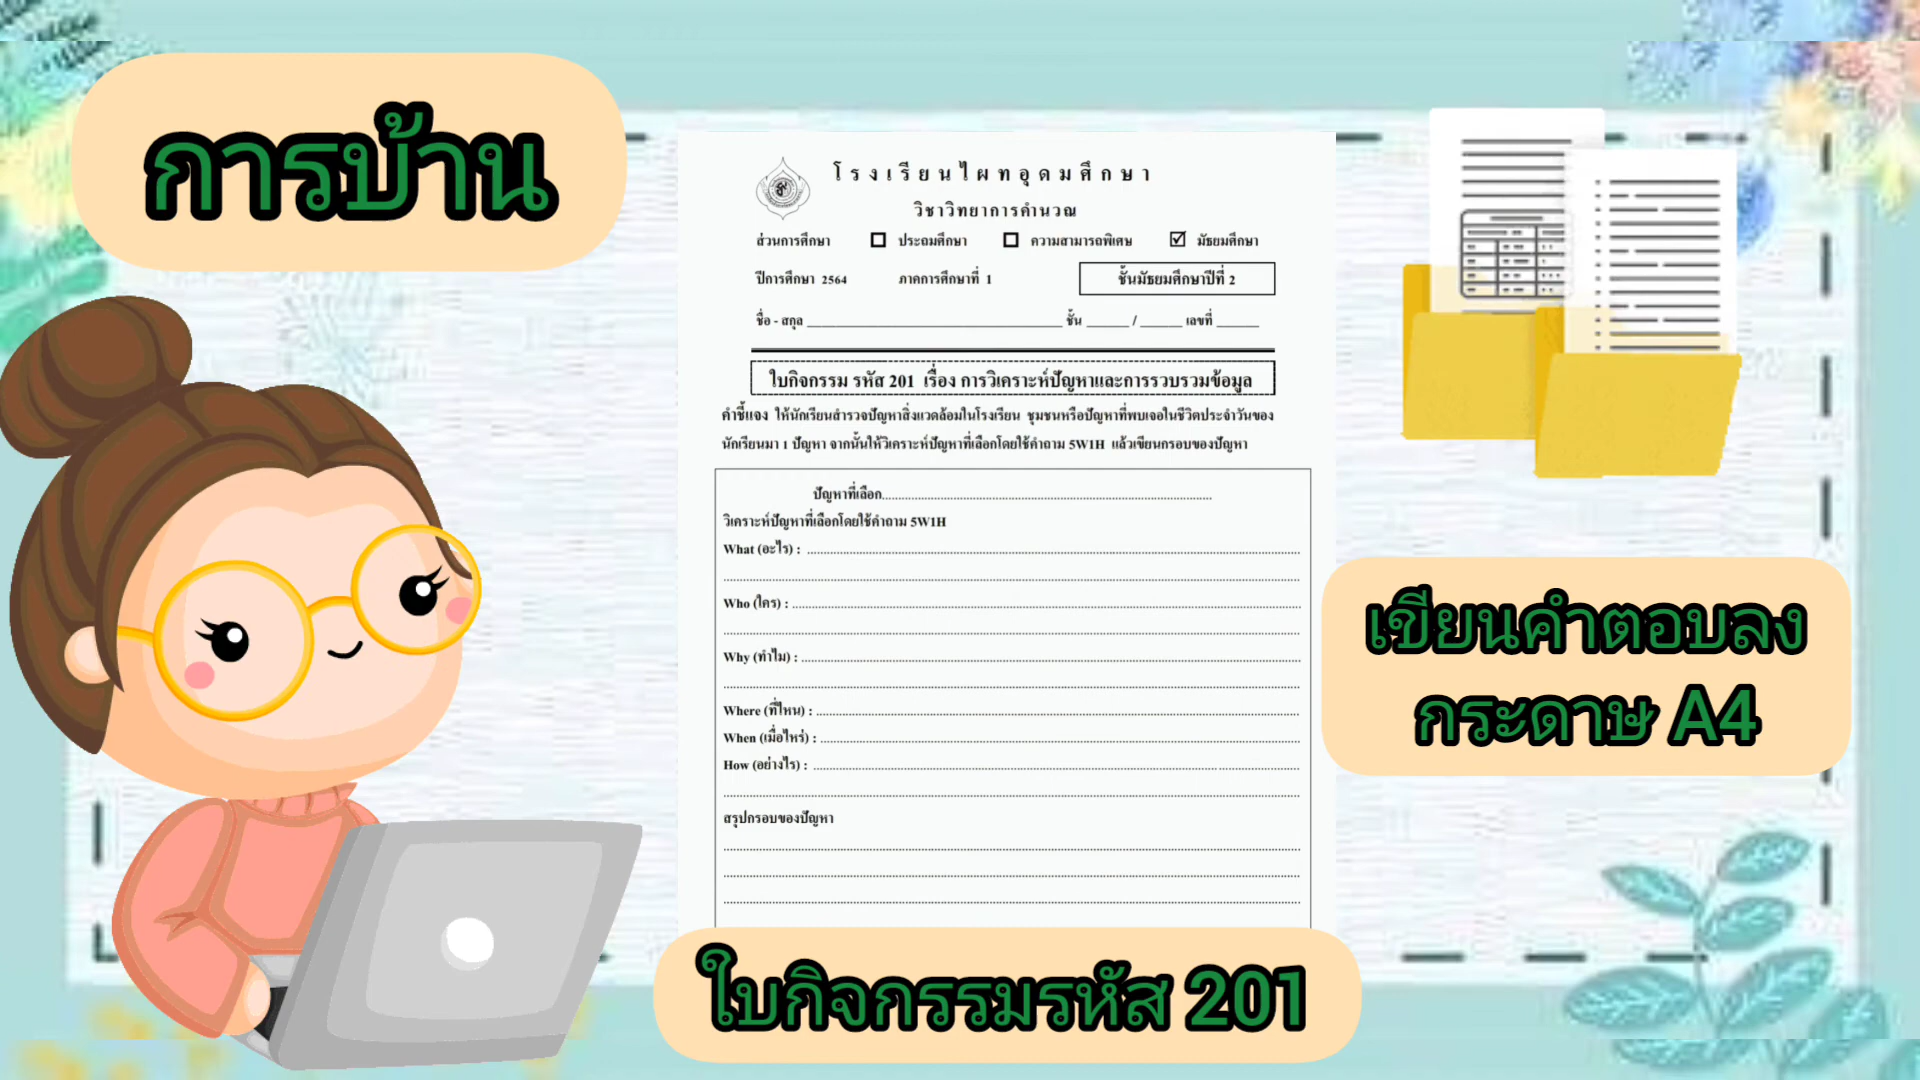 การบ้าน
โรงเรียนไผทอุดมศึกษา
วิชาวิทยาการคำนวณ
ส่วนการศึกษา ประถมศึกษา ความสามารถพิเศษ มัธยมศึกษา
ปีการศึกษา 2564 ภาคการศึกษาที่ 1 ชั้นมัธยมศึกษาปีที่ 2
ชื่อ - สกุล ______ ชั้น ______ / ______ เลขที่ ______
ใบกิจกรรม รหัส 201 เรื่อง การวิเคราะห์ปัญหาและการรวบรวมข้อมูล
คำชี้แจง ให้นักเรียนสำรวจปัญหาสิ่งแวดล้อมในโรงเรียน ชุมชนหรือปัญหาที่พบเจอในชีวิตประจำวันของ
นักเรียนมา 1 ปัญหา จากนั้นให้วิเคราะห์ปัญหาที่เลือกโดยใช้คำถาม 5W1H แล้วเขียนกรอบของปัญหา
ปัญหาที่เลือก
วิเคราะห์ปัญหาที่เลือกโดยใช้คำถาม 5W1H
What (อะไร) :
Who (ใคร) :
Why (ทำไม) :
Where (ที่ไหน) :
When (เมื่อไหร่) :
How (อย่างไร) :
สรุปกรอบของปัญหา
เขียนคำตอบลง
กระดาษ A4
ใบกิจกรรมรหัส 201